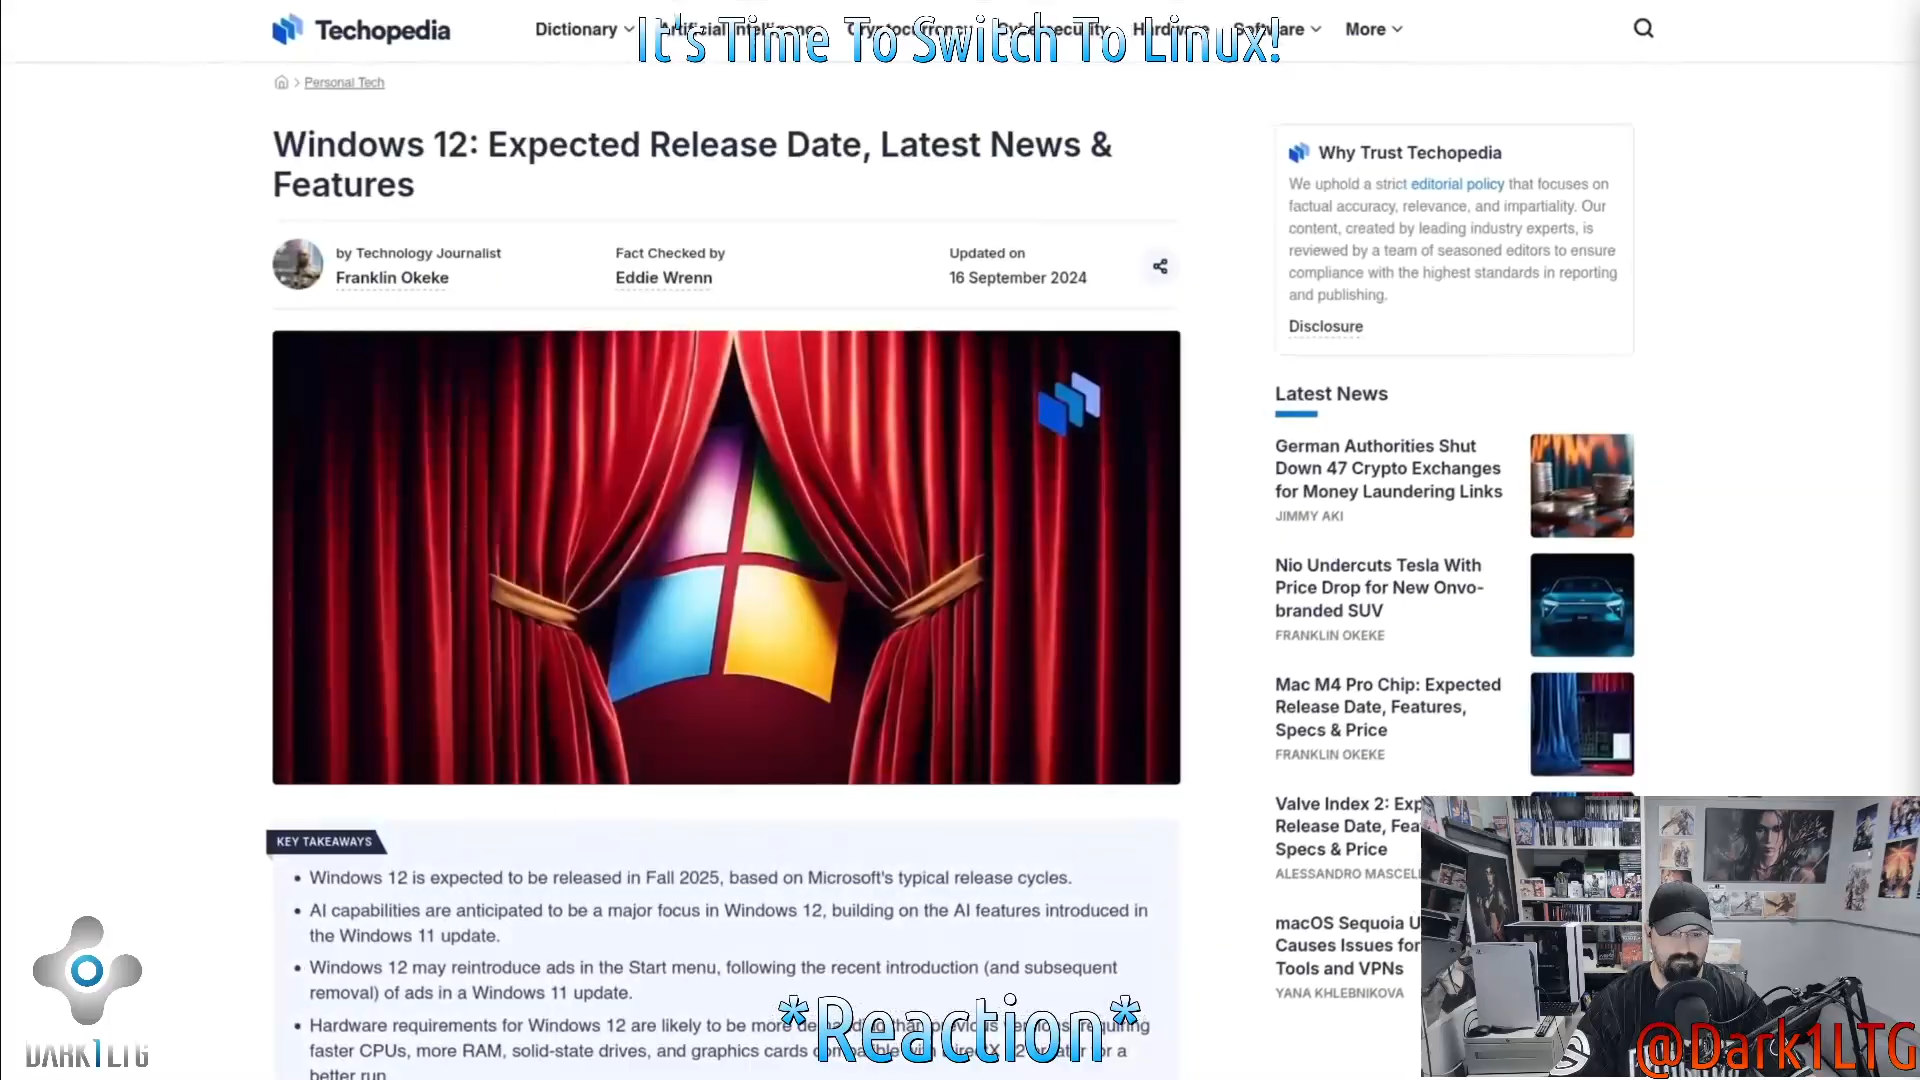 Techopedia
Dictionary
Artificial Intelligence
Cryptocurrency
Cybersecurity
Hardware
Software
More
It's Time To Switch To Linux!
Personal Tech
Windows 12: Expected Release Date, Latest News &
Features
by Technology Journalist
Franklin Okeke
Fact Checked by
Eddie Wrenn
Updated on
16 September 2024
KEY TAKEAWAYS
• Windows 12 is expected to be released in Fall 2025, based on Microsoft's typical release cycles.
• AI capabilities are anticipated to be a major focus in Windows 12, building on the AI features introduced in
the Windows 11 update.
• Windows 12 may reintroduce ads in the Start menu, following the recent introduction (and subsequent
removal) of ads in a Windows 11 update.
• Hardware requirements for Windows 12 are likely to be more demanding than previous versions, requiring
faster CPUs, more RAM, solid-state drives, and graphics cards compatible with DirectX 12 or later for a
better run.
Why Trust Techopedia
We uphold a strict editorial policy that focuses on
factual accuracy, relevance, and impartiality. Our
content, created by leading industry experts, is
reviewed by a team of seasoned editors to ensure
compliance with the highest standards in reporting
and publishing.
Disclosure
Latest News
German Authorities Shut
Down 47 Crypto Exchanges
for Money Laundering Links
JIMMY AKI
Nio Undercuts Tesla With
Price Drop for New Onvo-
branded SUV
FRANKLIN OKEKE
Mac M4 Pro Chip: Expected
Release Date, Features,
Specs & Price
FRANKLIN OKEKE
Valve Index 2: Exp
Release Date, Fea
Specs & Price
ALESSANDRO MASCELL
macOS Sequoia U
Causes Issues for
Tools and VPNs
YANA KHLEBNIKOVA
DARK1LTG
*Reaction*
@Dark1LTG